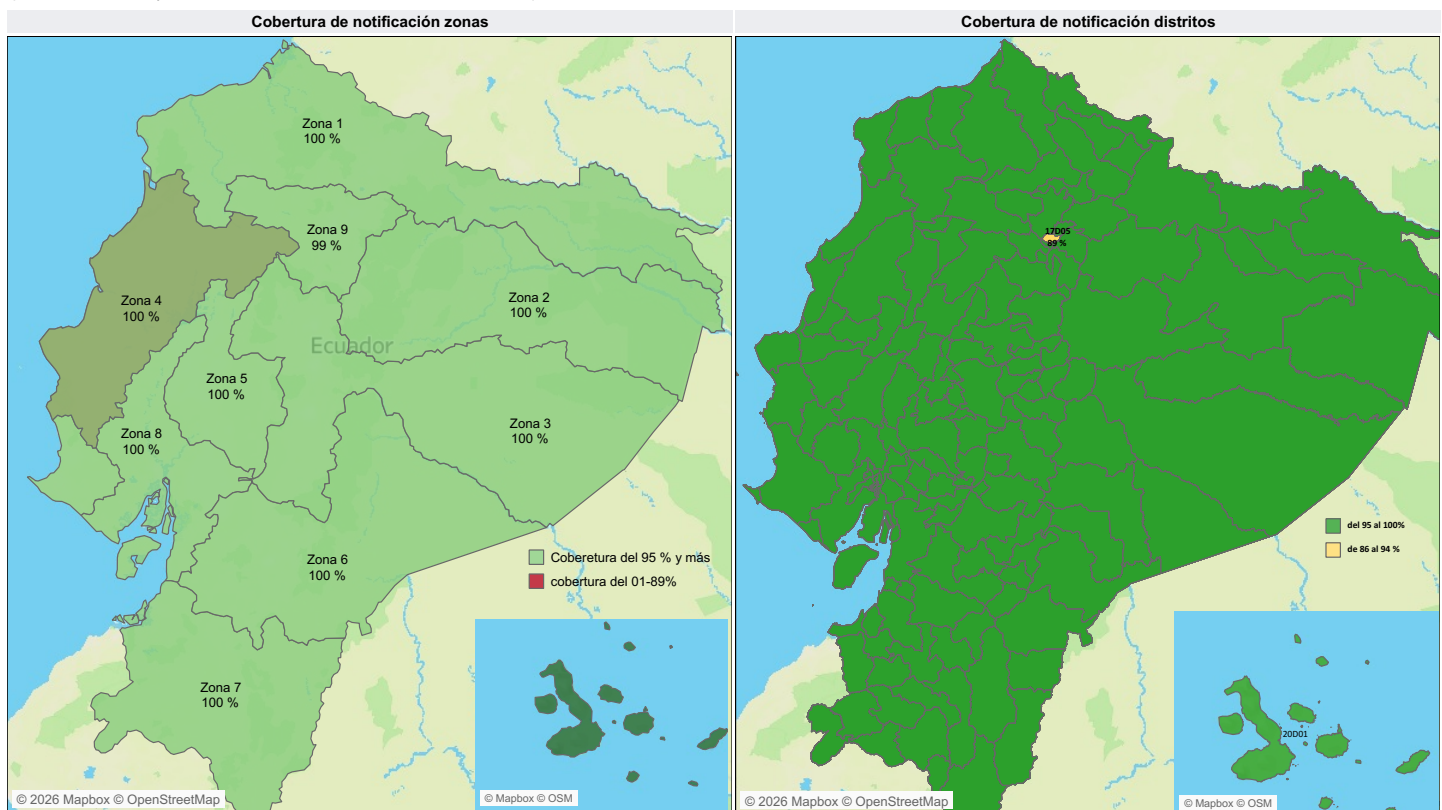 Cobertura de notificación zonas
Zona 1
100 %
Zona 9
99 %
Zona 4
100 %
Zona 2
100 %
Ecuador
Zona 5
100 %
Zona 8
100 %
Zona 3
100 %
Zona 6
100 %
Coberetura del 95 % y más
cobertura del 01-89%
Zona 7
100 %
© 2026 Mapbox © OpenStreetMap
© Mapbox © OSM
Cobertura de notificación distritos
17D05
89 %
del 95 al 100%
de 86 al 94 %
20D01
© 2026 Mapbox © OpenStreetMap
© Mapbox © OSM